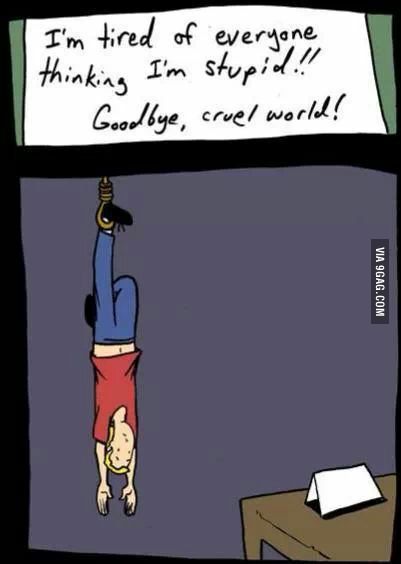 I'm tired of everyone
thinking I'm stupid!!
Goodbye, cruel world!
VIA 9GAG.COM